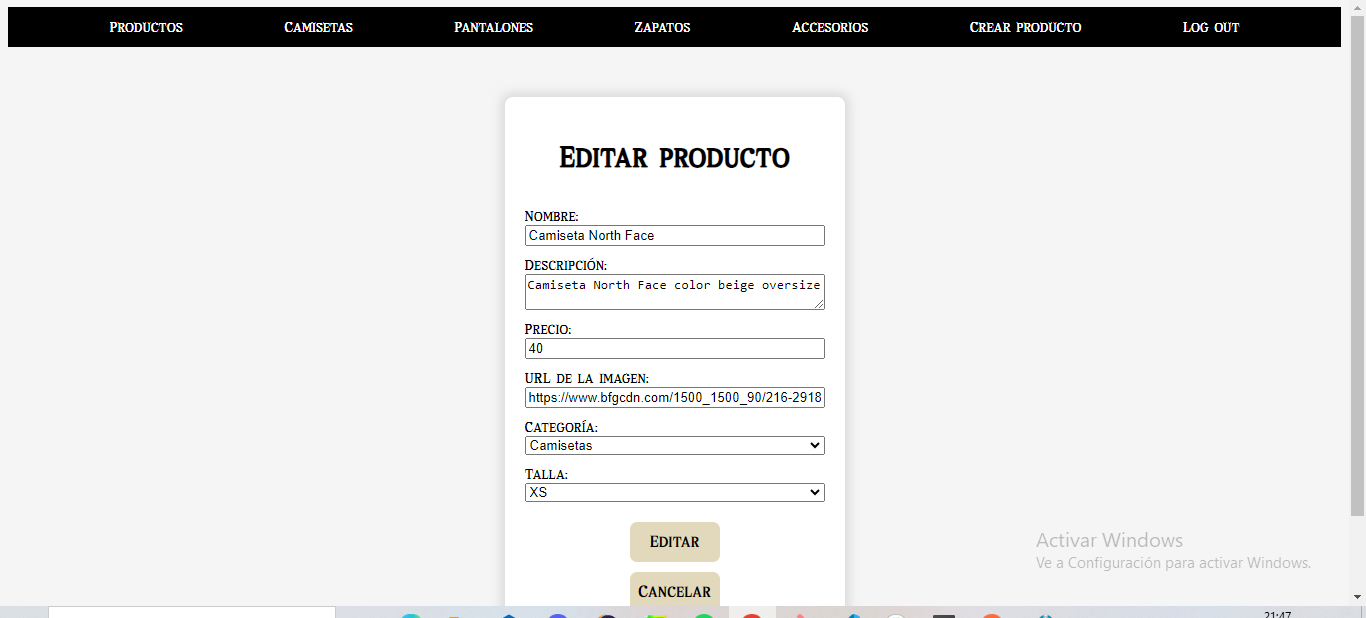 Productos Camisetas Pantalones Zapatos Accesorios Crear producto Log out
Editar producto
Nombre:
Camiseta North Face
Descripción:
Camiseta North Face color beige oversize
Precio:
40
URL de la imagen:
https://www.bfgcdn.com/1500_1500_90/216-2918
Categoría:
Camisetas
Talla:
XS
Editar
Cancelar
Activar Windows
Ve a Configuración para activar Windows.
21:47